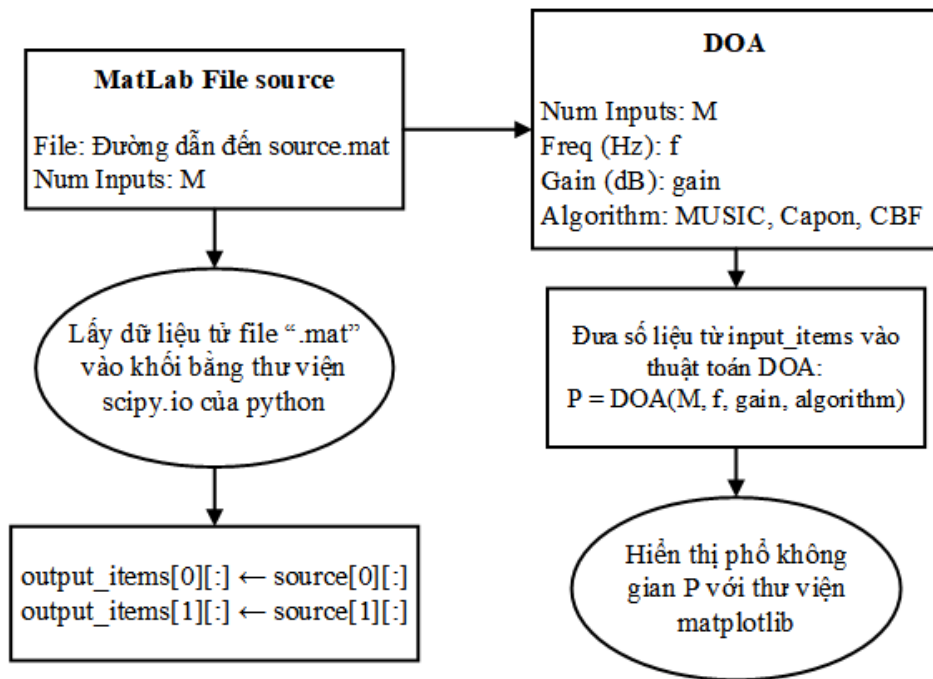 MatLab File source
File: Đường dẫn đến source.mat
Num Inputs: M
DOA
Num Inputs: M
Freq (Hz): f
Gain (dB): gain
Algorithm: MUSIC, Capon, CBF
Lấy dữ liệu tử file “.mat”
vào khối bằng thư viện
scipy.io của python
Đưa số liệu từ input_items vào
thuật toán DOA:
P = DOA(M, f, gain, algorithm)
output_items[0][:] ← source[0][:]
output_items[1][:] ← source[1][:]
Hiển thị phổ không
gian P với thư viện
matplotlib